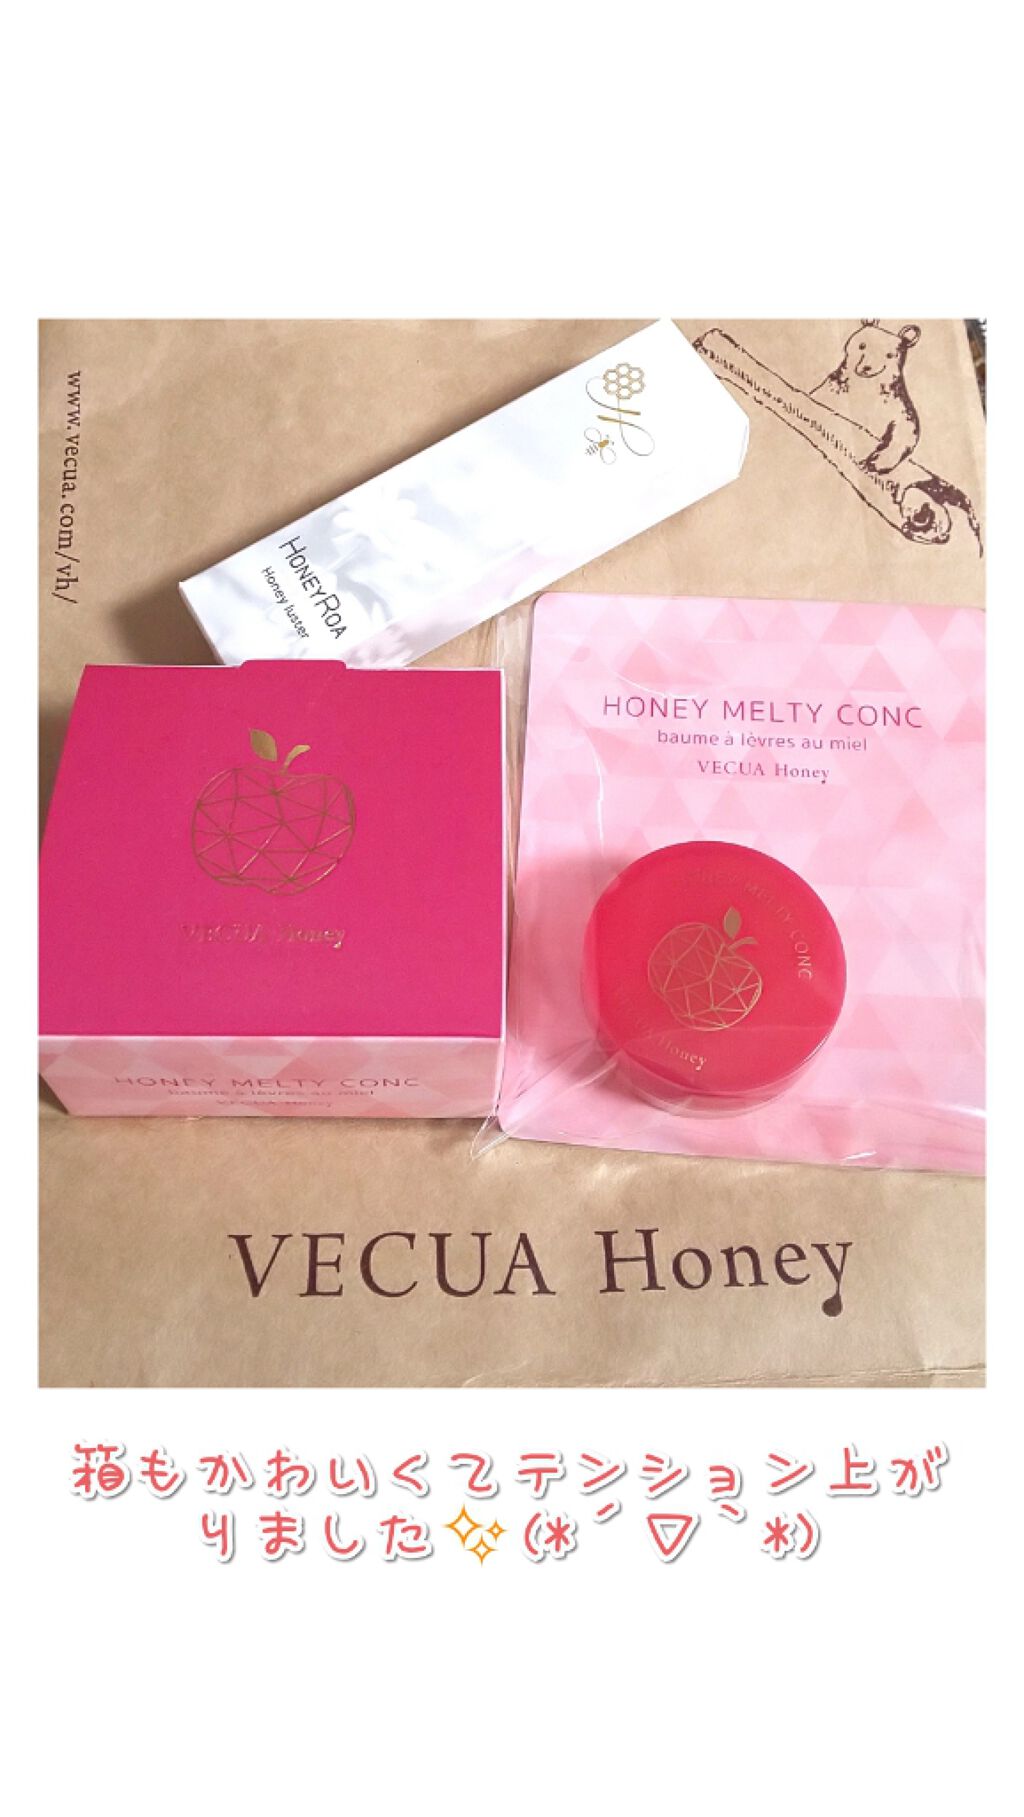 www.vecua.com/vh/
HONEYROA
Honey luster
HONEY MELTY CONC
baume à lèvres au miel
VECUA Honey
VECUA Honey
HONEY MELTY CONC
baume à lèvres au miel
VECUA Honey
HONEY MELTY CONC
VECUA Honey
VECUA Honey
箱もかわいくてテンション上が
りました✨(*´▽`*)